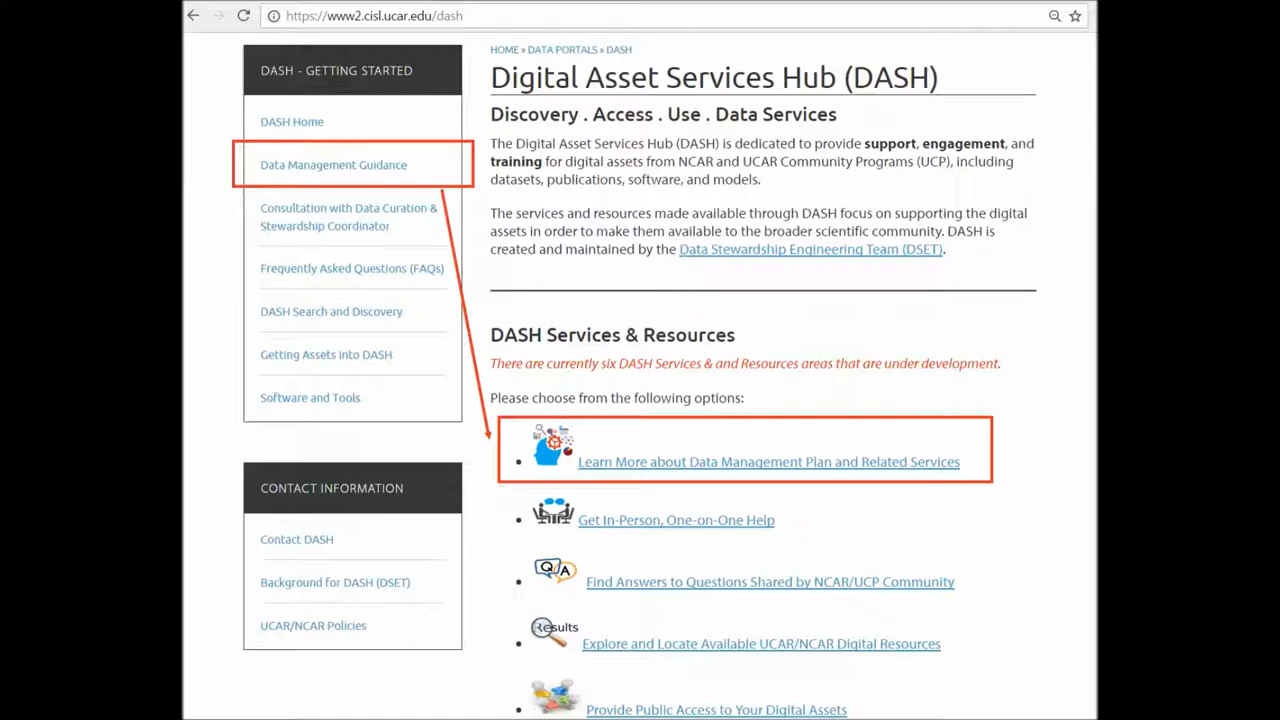 https://www2.cisl.ucar.edu/dash
DASH - GETTING STARTED
DASH Home
Data Management Guidance
Consultation with Data Curation &
Stewardship Coordinator
Frequently Asked Questions (FAQs)
DASH Search and Discovery
Getting Assets into DASH
Software and Tools
CONTACT INFORMATION
Contact DASH
Background for DASH (DSET)
UCAR/NCAR Policies
HOME » DATA PORTALS » DASH
Digital Asset Services Hub (DASH)
Discovery . Access . Use . Data Services
The Digital Asset Services Hub (DASH) is dedicated to provide support, engagement, and
training for digital assets from NCAR and UCAR Community Programs (UCP), including
datasets, publications, software, and models.
The services and resources made available through DASH focus on supporting the digital
assets in order to make them available to the broader scientific community. DASH is
created and maintained by the Data Stewardship Engineering Team (DSET).
DASH Services & Resources
There are currently six DASH Services & and Resources areas that are under development.
Please choose from the following options:
Learn More about Data Management Plan and Related Services
Get In-Person, One-on-One Help
Q A
Find Answers to Questions Shared by NCAR/UCP Community
Results
Explore and Locate Available UCAR/NCAR Digital Resources
Provide Public Access to Your Digital Assets